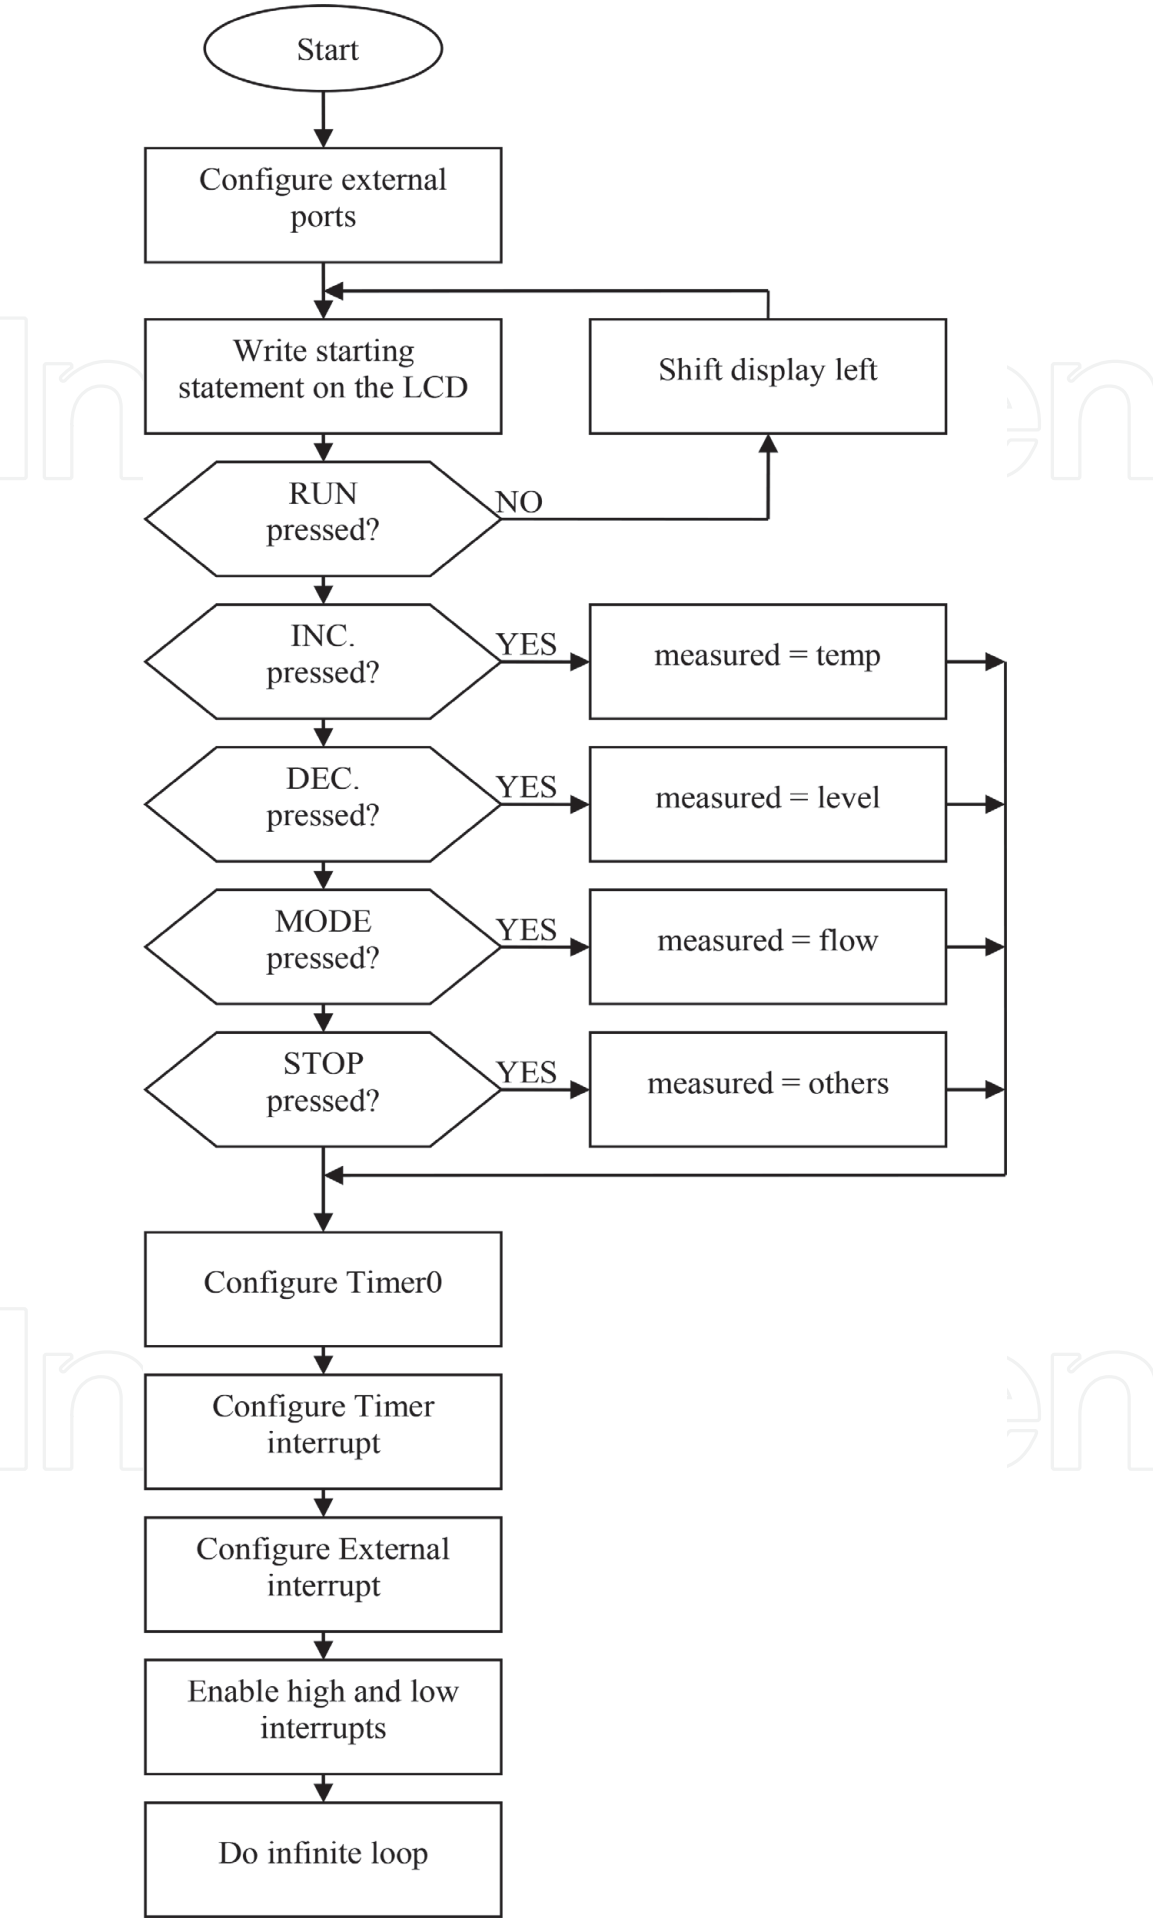 Start
Configure external
ports
Write starting
statement on the LCD
Shift display left
RUN
pressed?
NO
INC.
pressed?
YES
measured = temp
DEC.
pressed?
YES
measured = level
MODE
pressed?
YES
measured = flow
STOP
pressed?
YES
measured = others
Configure Timer0
Configure Timer
interrupt
Configure External
interrupt
Enable high and low
interrupts
Do infinite loop